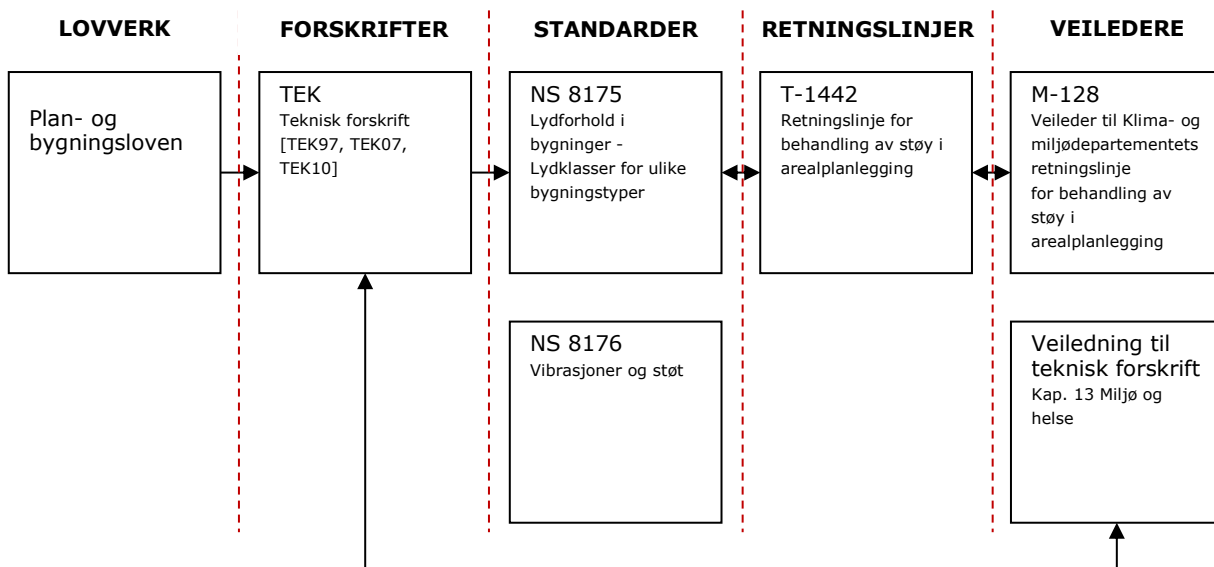 LOVVERK
FORSKRIFTER
STANDARDER
RETNINGSLINJER
VEILEDERE
Plan- og
bygningsloven
TEK
Teknisk forskrift
[TEK97, TEK07,
TEK10]
NS 8175
Lydforhold i
bygninger -
Lydklasser for ulike
bygningstyper
T-1442
Retningslinje for
behandling av støy i
arealplanlegging
M-128
Veileder til Klima- og
miljødepartementets
retningslinje
for behandling av
støy i
arealplanlegging
NS 8176
Vibrasjoner og støt
Veiledning til
teknisk forskrift
Kap. 13 Miljø og
helse